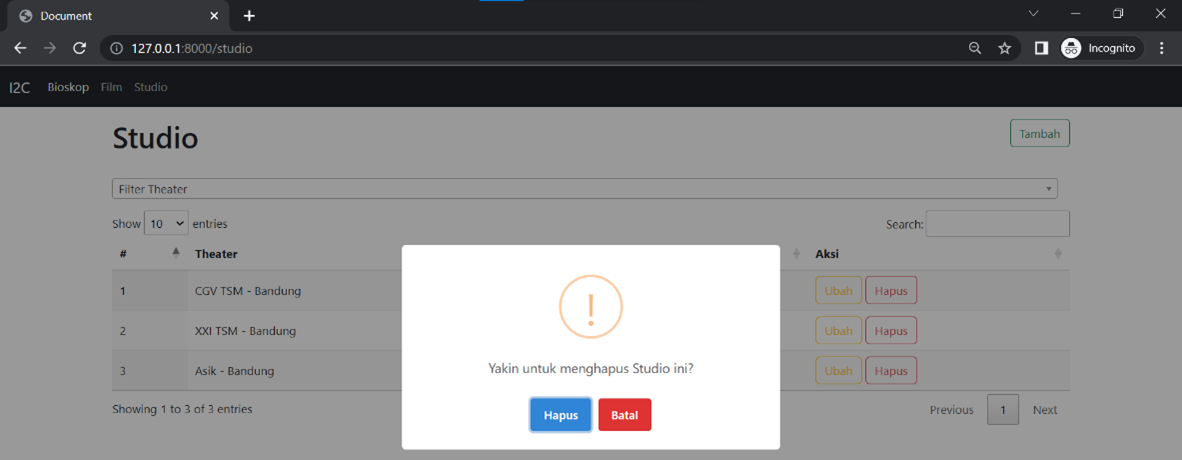 Document
127.0.0.1:8000/studio
Incognito
I2C Bioskop Film Studio
Studio
Tambah
Filter Theater
Show 10 entries
Search:
# Theater Aksi
1 CGV TSM - Bandung Ubah Hapus
2 XXI TSM - Bandung Ubah Hapus
3 Asik - Bandung Ubah Hapus
Yakin untuk menghapus Studio ini?
Hapus Batal
Showing 1 to 3 of 3 entries
Previous 1 Next